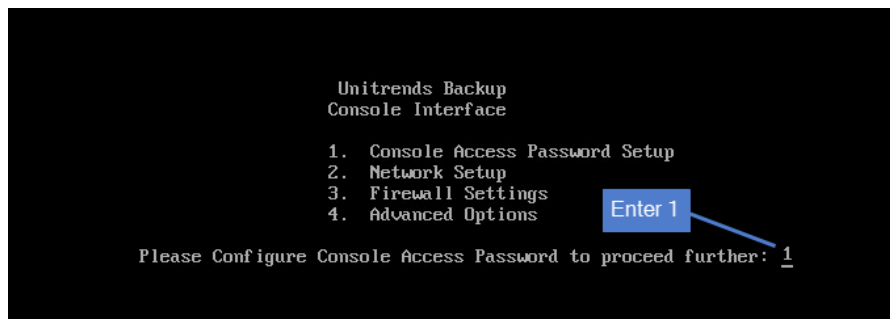 Unitrends Backup
Console Interface
1. Console Access Password Setup
2. Network Setup
3. Firewall Settings
4. Advanced Options
Enter 1
Please Configure Console Access Password to proceed further: 1